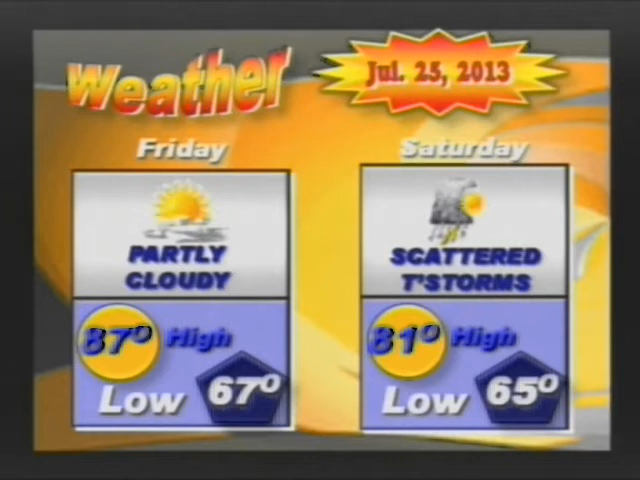 Weather
Jul. 25, 2013
Friday
Saturday
PARTLY
CLOUDY
SCATTERED
T'STORMS
87° High
Low 67°
81° High
Low 65°